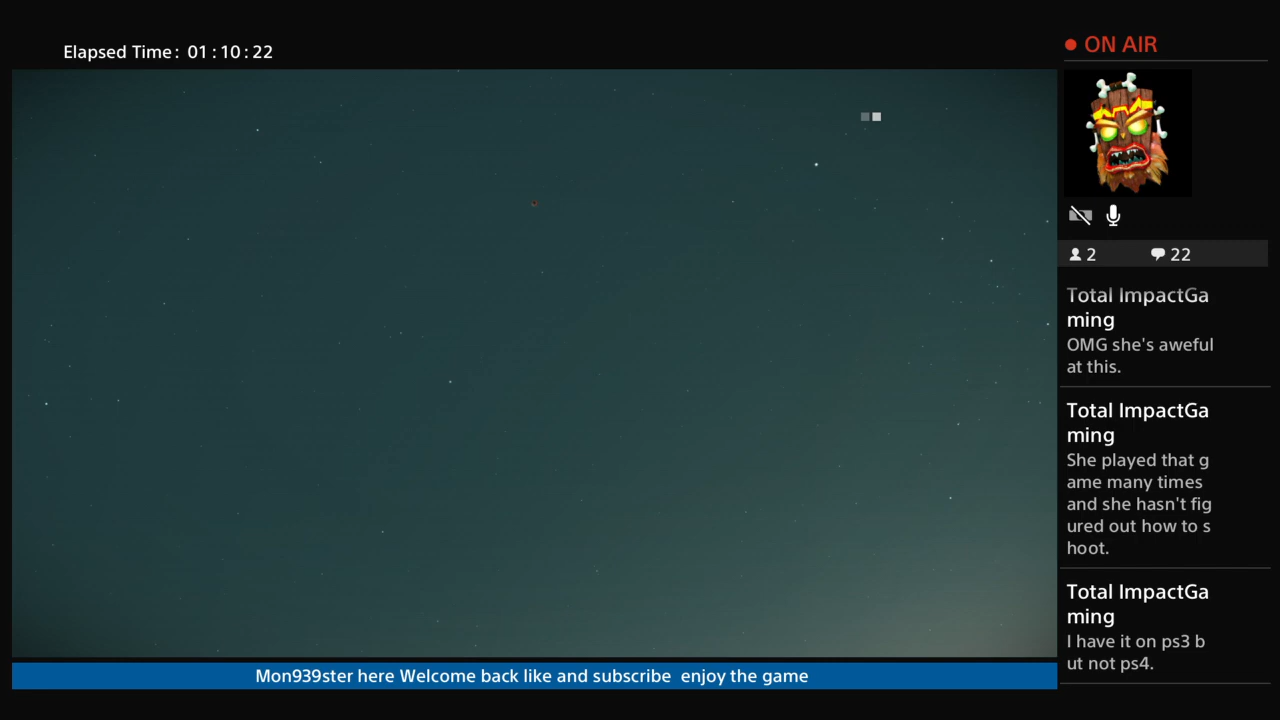 Elapsed Time: 01:10:22
ON AIR
2
22
Total ImpactGa
ming
OMG she's aweful
at this.
Total ImpactGa
ming
She played that g
ame many times
and she hasn't fig
ured out how to s
hoot.
Total ImpactGa
ming
I have it on ps3 b
ut not ps4.
Mon939ster here Welcome back like and subscribe  enjoy the game